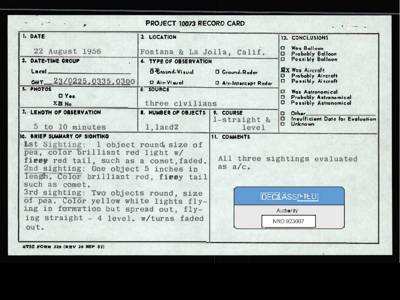 PROJECT 10073 RECORD CARD
1. DATE
22 August 1956
2. LOCATION
Fontana & La Jolla, Calif.
12. CONCLUSIONS
□ Was Balloon
□ Probably Balloon
□ Possibly Balloon
☒ Was Aircraft
□ Probably Aircraft
□ Possibly Aircraft
□ Was Astronomical
□ Probably Astronomical
□ Possibly Astronomical
□ Other
□ Insufficient Data for Evaluation
□ Unknown
3. DATE-TIME GROUP
Local
GMT 23/0225,0335,0300
4. TYPE OF OBSERVATION
☒ Ground-Visual
□ Ground-Radar
□ Air-Visual
□ Air-Intercept Radar
5. PHOTOS
□ Yes
☒ No
6. SOURCE
three civilians
7. LENGTH OF OBSERVATION
5 to 10 minutes
8. NUMBER OF OBJECTS
1,1and2
9. COURSE
1-straight &
level
10. BRIEF SUMMARY OF SIGHTING
1st Sighting: 1 object round, size of
pea, color brilliant red light w/
firey red tail, such as a comet,faded.
2nd sighting: One object 5 inches in
length. Color brilliant red, firey tail
such as comet.
3rd sighting: Two objects round, size
of pea. Color yellow white lights fly-
ing in formation but spread out, fly-
ing straight - 4 level. w/turns faded
out.
11. COMMENTS
All three sightings evaluated
as a/c.
DECLASSIFIED
Authority
NND
ATIC FORM 329 (REV 26 SEP 52)